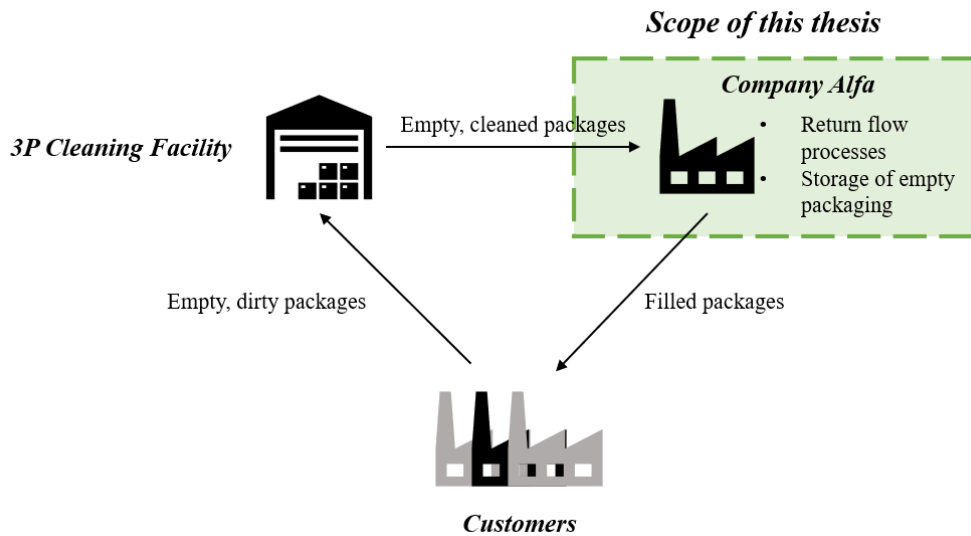 Scope of this thesis
Company Alfa
3P Cleaning Facility
Empty, cleaned packages
• Return flow
processes
• Storage of empty
packaging
Empty, dirty packages
Filled packages
Customers